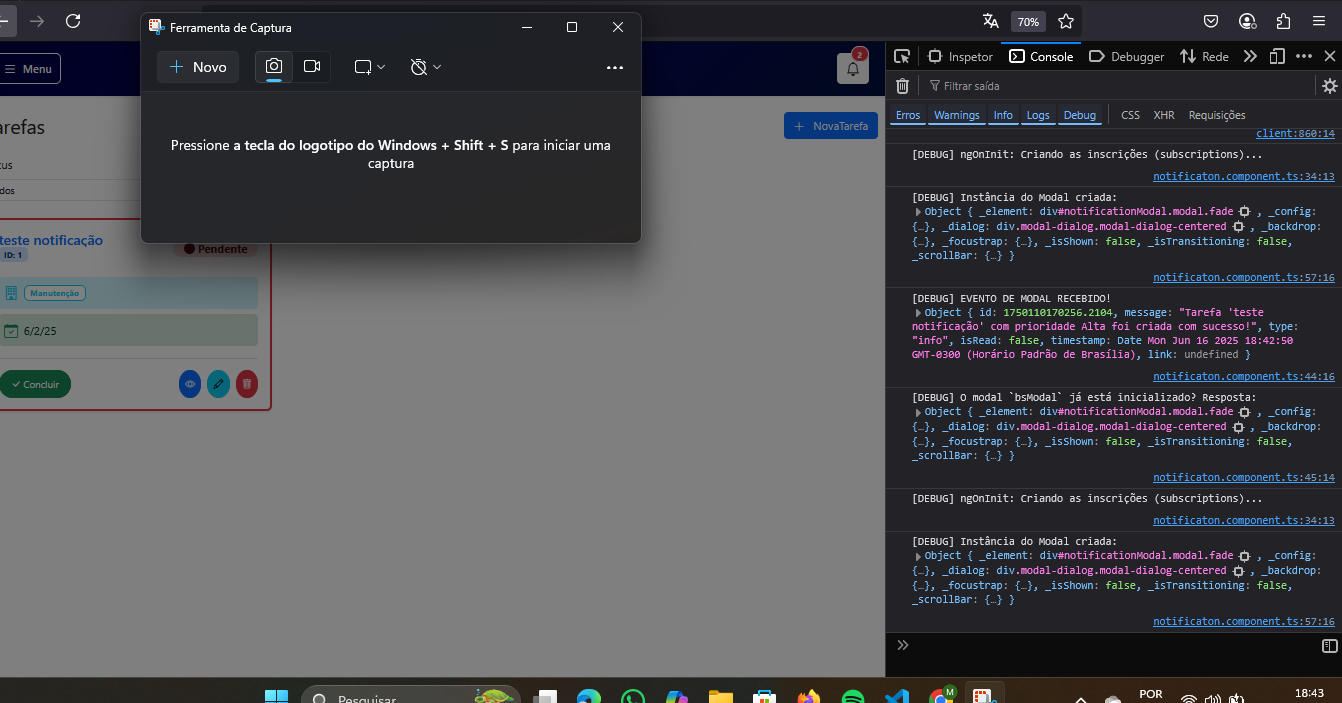 Ferramenta de Captura
70%
Menu
2
Novo
Inspetor
Console
Debugger
Rede
Filtrar saída
Erros
Warnings
Info
Logs
Debug
CSS
XHR
Requisições
arefas
NovaTarefa
Pressione a tecla do logotipo do Windows + Shift + S para iniciar uma
captura
tus
dos
teste notificação
ID: 1
Pendente
Manutenção
6/2/25
Concluir
client:860:14
[DEBUG] ngOnInit: Criando as inscrições (subscriptions)...
notificaton.component.ts:34:13
[DEBUG] Instância do Modal criada:
Object { _element: div#notificationModal.modal.fade , _config:
{…}, _dialog: div.modal-dialog.modal-dialog-centered , _backdrop:
{…}, _focustrap: {…}, _isShown: false, _isTransitioning: false,
_scrollBar: {…} }
notificaton.component.ts:57:16
[DEBUG] EVENTO DE MODAL RECEBIDO!
Object { id: 1750110170256.2104, message: "Tarefa 'teste
notificação' com prioridade Alta foi criada com sucesso!", type:
"info", isRead: false, timestamp: Date Mon Jun 16 2025 18:42:50
GMT-0300 (Horário Padrão de Brasília), link: undefined }
notificaton.component.ts:44:16
[DEBUG] O modal `bsModal` já está inicializado? Resposta:
Object { _element: div#notificationModal.modal.fade , _config:
{…}, _dialog: div.modal-dialog.modal-dialog-centered , _backdrop:
{…}, _focustrap: {…}, _isShown: false, _isTransitioning: false,
_scrollBar: {…} }
notificaton.component.ts:45:14
[DEBUG] ngOnInit: Criando as inscrições (subscriptions)...
notificaton.component.ts:34:13
[DEBUG] Instância do Modal criada:
Object { _element: div#notificationModal.modal.fade , _config:
{…}, _dialog: div.modal-dialog.modal-dialog-centered , _backdrop:
{…}, _focustrap: {…}, _isShown: false, _isTransitioning: false,
_scrollBar: {…} }
notificaton.component.ts:57:16
Pesquisar
M
POR
18:43